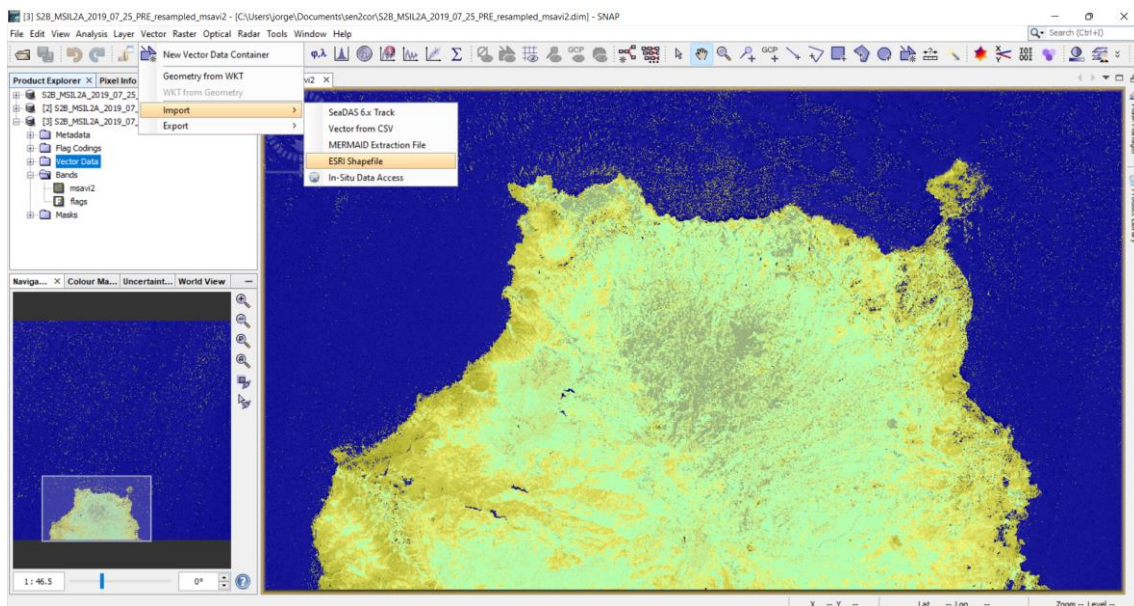 [3] S2B_MSIL2A_2019_07_25_PRE_resampled_msavi2 - [C:\Users\jorge\Documents\sen2cor\S2B_MSIL2A_2019_07_25_PRE_resampled_msavi2.dim] - SNAP
File Edit View Analysis Layer Vector Raster Optical Radar Tools Window Help
Search (Ctrl+I)
GCP
GCP
Product Explorer Pixel Info
S2B_MSIL2A_2019_07_25_
[2] S2B_MSIL2A_2019_07_
[3] S2B_MSIL2A_2019_07_
Metadata
Flag Codings
Vector Data
Bands
msavi2
flags
Masks
New Vector Data Container
Geometry from WKT
WKT from Geometry
Import
Export
SeaDAS 6.x Track
Vector from CSV
MERMAID Extraction File
ESRI Shapefile
In-Situ Data Access
Naviga... Colour Ma... Uncertaint... World View
1 : 46.5
0°
X -- Y -- Lat -- Lon -- Zoom -- Level --